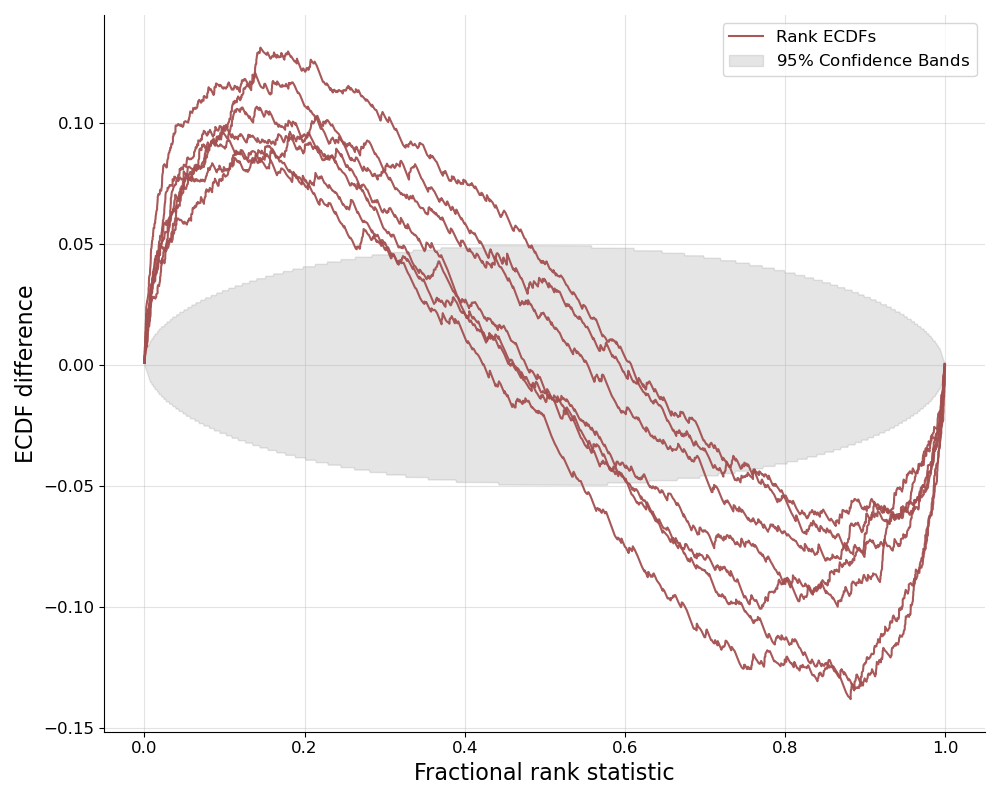 Rank ECDFs
95% Confidence Bands
ECDF difference
0.10
0.05
0.00
−0.05
−0.10
−0.15
0.0 0.2 0.4 0.6 0.8 1.0
Fractional rank statistic